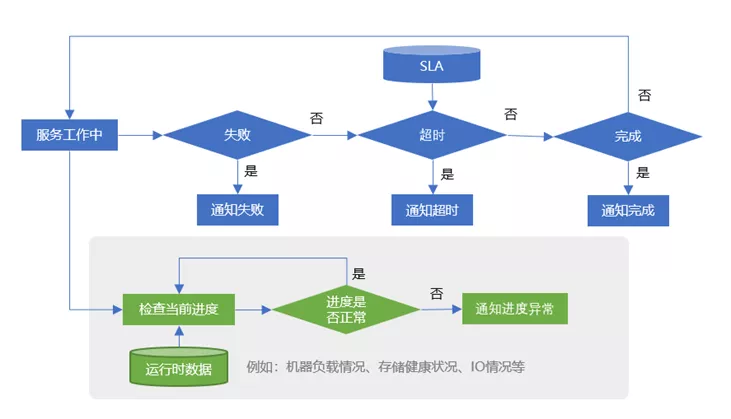 SLA
否
服务工作中
失败
否
超时
否
完成
是
是
是
通知失败
通知超时
通知完成
是
检查当前进度
进度是
否正常
否
通知进度异常
运行时数据
例如：机器负载情况、存储健康状况、IO情况等